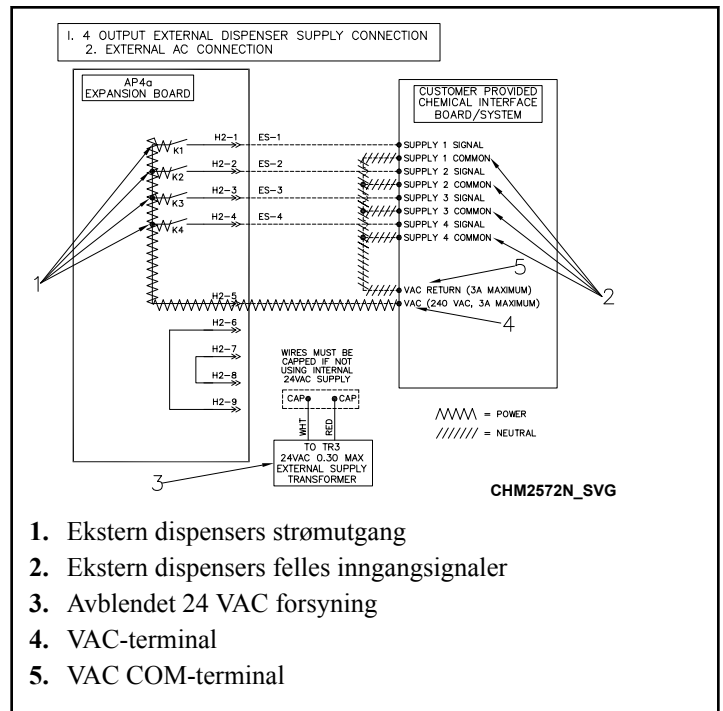 I. 4 OUTPUT EXTERNAL DISPENSER SUPPLY CONNECTION
2. EXTERNAL AC CONNECTION
AP4a
EXPANSION BOARD
CUSTOMER PROVIDED
CHEMICAL INTERFACE
BOARD/SYSTEM
K1
H2-1 ES-1
SUPPLY 1 SIGNAL
SUPPLY 1 COMMON
K2
H2-2 ES-2
SUPPLY 2 SIGNAL
SUPPLY 2 COMMON
K3
H2-3 ES-3
SUPPLY 3 SIGNAL
SUPPLY 3 COMMON
K4
H2-4 ES-4
SUPPLY 4 SIGNAL
SUPPLY 4 COMMON
1
2
5
VAC RETURN (3A MAXIMUM)
H2-5
VAC (240 VAC, 3A MAXIMUM)
4
H2-6
H2-7
H2-8
H2-9
WIRES MUST BE
CAPPED IF NOT
USING INTERNAL
24VAC SUPPLY
CAP CAP
WHT RED
TO TR3
24VAC 0.30 MAX
EXTERNAL SUPPLY
TRANSFORMER
3
= POWER
= NEUTRAL
CHM2572N_SVG
1. Ekstern dispensers strømutgang
2. Ekstern dispensers felles inngangsignaler
3. Avblendet 24 VAC forsyning
4. VAC-terminal
5. VAC COM-terminal